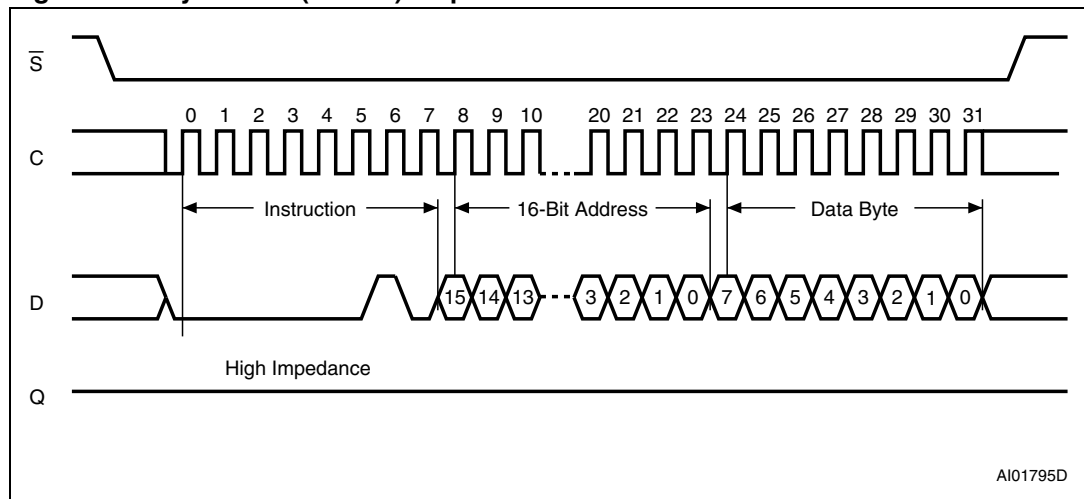 S̅
0 1 2 3 4 5 6 7 8 9 10 20 21 22 23 24 25 26 27 28 29 30 31
C
Instruction 16-Bit Address Data Byte
D 15 14 13 3 2 1 0 7 6 5 4 3 2 1 0
High Impedance
Q
AI01795D